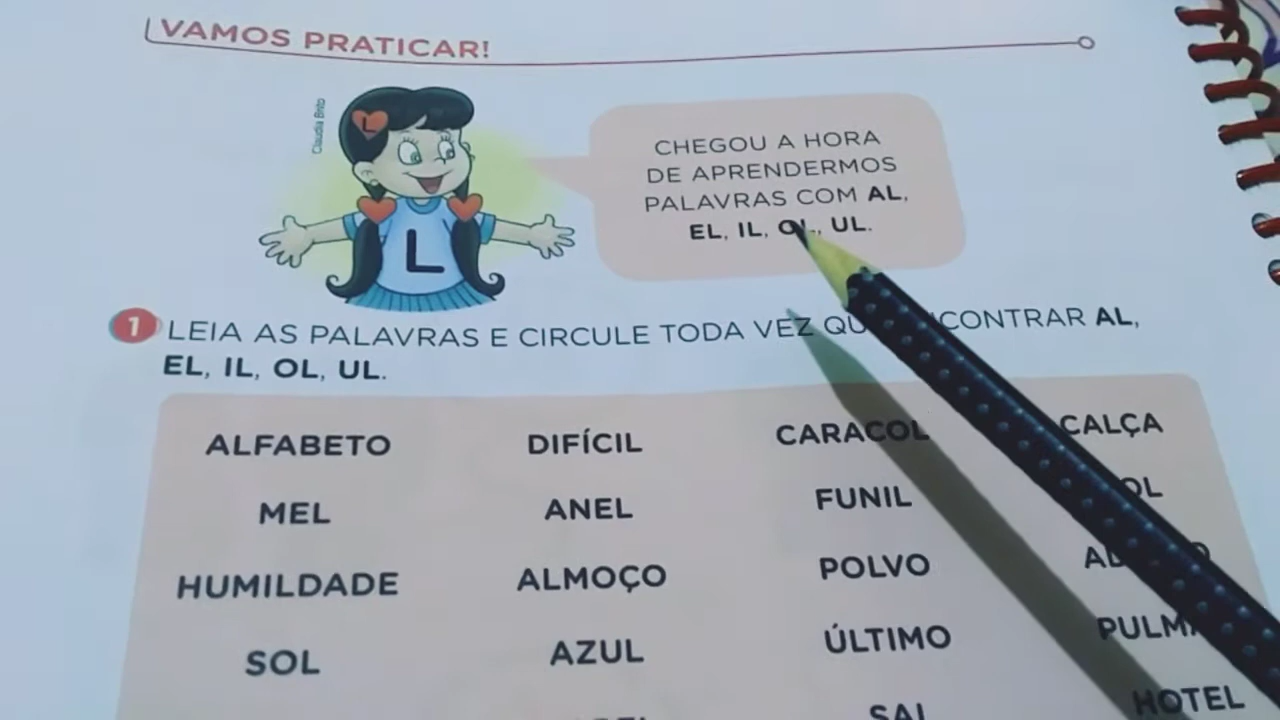 VAMOS PRATICAR!
Claudia Brito
L
L
CHEGOU A HORA
DE APRENDERMOS
PALAVRAS COM AL,
EL, IL, OL, UL.
1 LEIA AS PALAVRAS E CIRCULE TODA VEZ ENCONTRAR AL,
EL, IL, OL, UL.
ALFABETO DIFÍCIL CARACOL CALÇA
MEL ANEL FUNIL
HUMILDADE ALMOÇO POLVO
SOL AZUL ÚLTIMO
SAL HOTEL